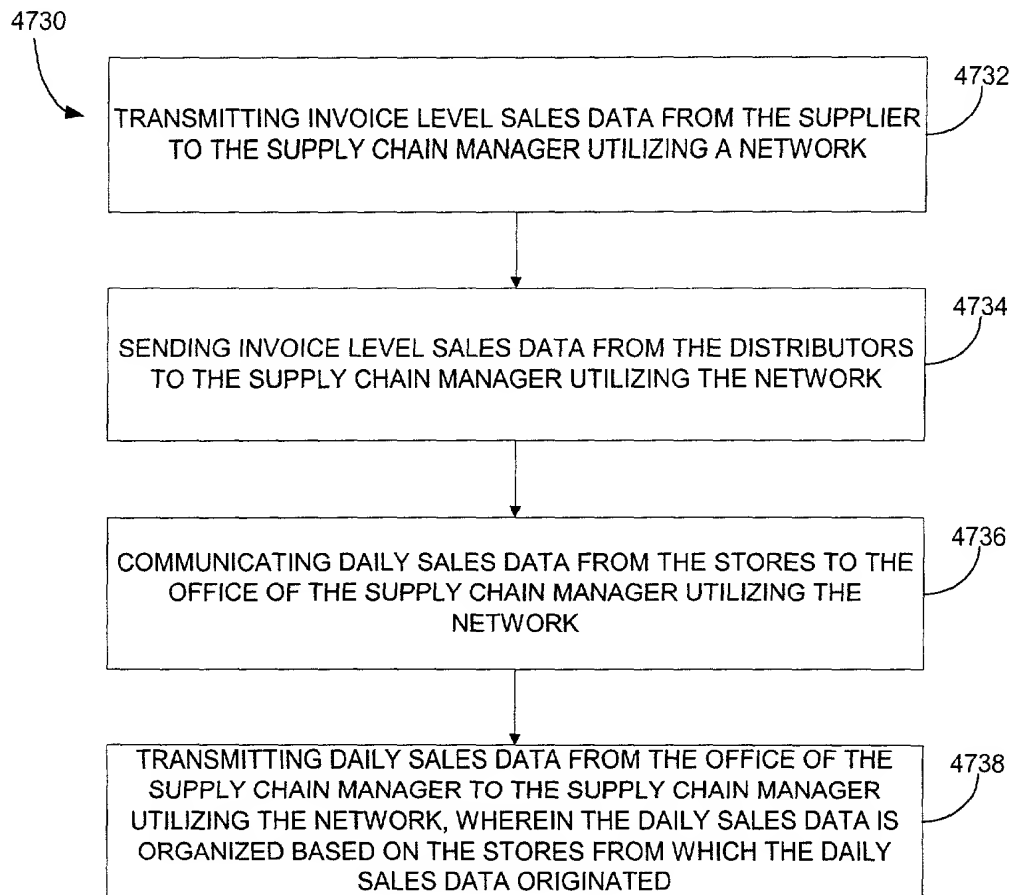 4730
4732
TRANSMITTING INVOICE LEVEL SALES DATA FROM THE SUPPLIER
TO THE SUPPLY CHAIN MANAGER UTILIZING A NETWORK
4734
SENDING INVOICE LEVEL SALES DATA FROM THE DISTRIBUTORS
TO THE SUPPLY CHAIN MANAGER UTILIZING THE NETWORK
4736
COMMUNICATING DAILY SALES DATA FROM THE STORES TO THE
OFFICE OF THE SUPPLY CHAIN MANAGER UTILIZING THE
NETWORK
4738
TRANSMITTING DAILY SALES DATA FROM THE OFFICE OF THE
SUPPLY CHAIN MANAGER TO THE SUPPLY CHAIN MANAGER
UTILIZING THE NETWORK, WHEREIN THE DAILY SALES DATA IS
ORGANIZED BASED ON THE STORES FROM WHICH THE DAILY
SALES DATA ORIGINATED